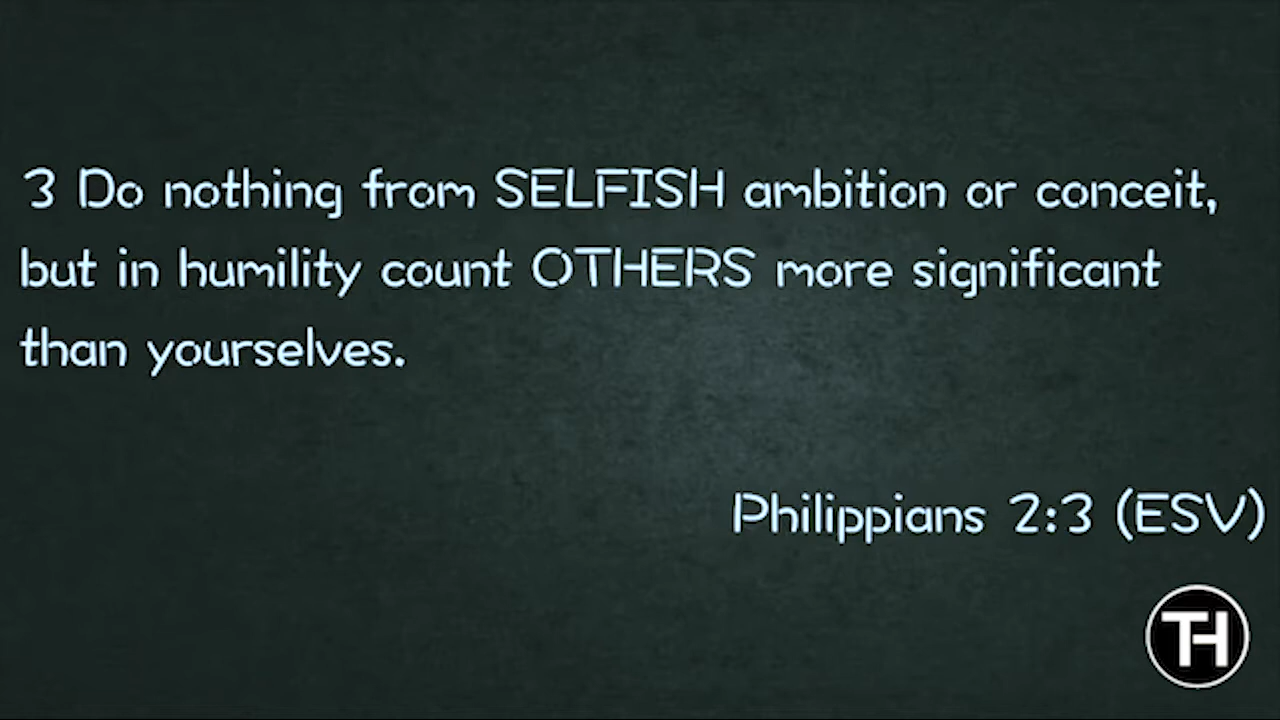 3 Do nothing from SELFISH ambition or conceit,
but in humility count OTHERS more significant
than yourselves.
Philippians 2:3 (ESV)
TH